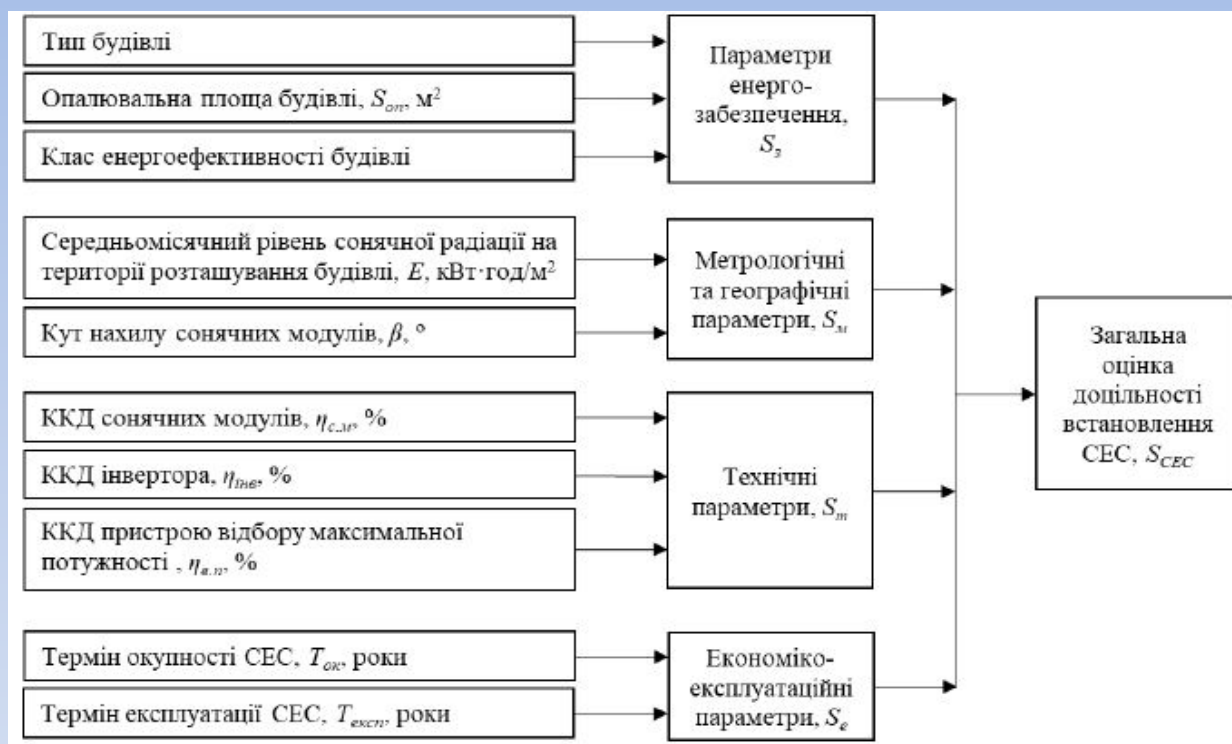 Тип будівлі
Опалювальна площа будівлі, Sоп, м²
Клас енергоефективності будівлі
Параметри
енерго-
забезпечення,
Sз
Середньомісячний рівень сонячної радіації на
території розташування будівлі, E, кВт·год/м²
Кут нахилу сонячних модулів, β, °
Метрологічні
та географічні
параметри, Sм
ККД сонячних модулів, ηс.м, %
ККД інвертора, ηінв, %
ККД пристрою відбору максимальної
потужності , ηв.п, %
Технічні
параметри, Sт
Термін окупності СЕС, Tок, роки
Термін експлуатації СЕС, Tексп, роки
Економіко-
експлуатаційні
параметри, Sе
Загальна
оцінка
доцільності
встановлення
СЕС, SСЕС